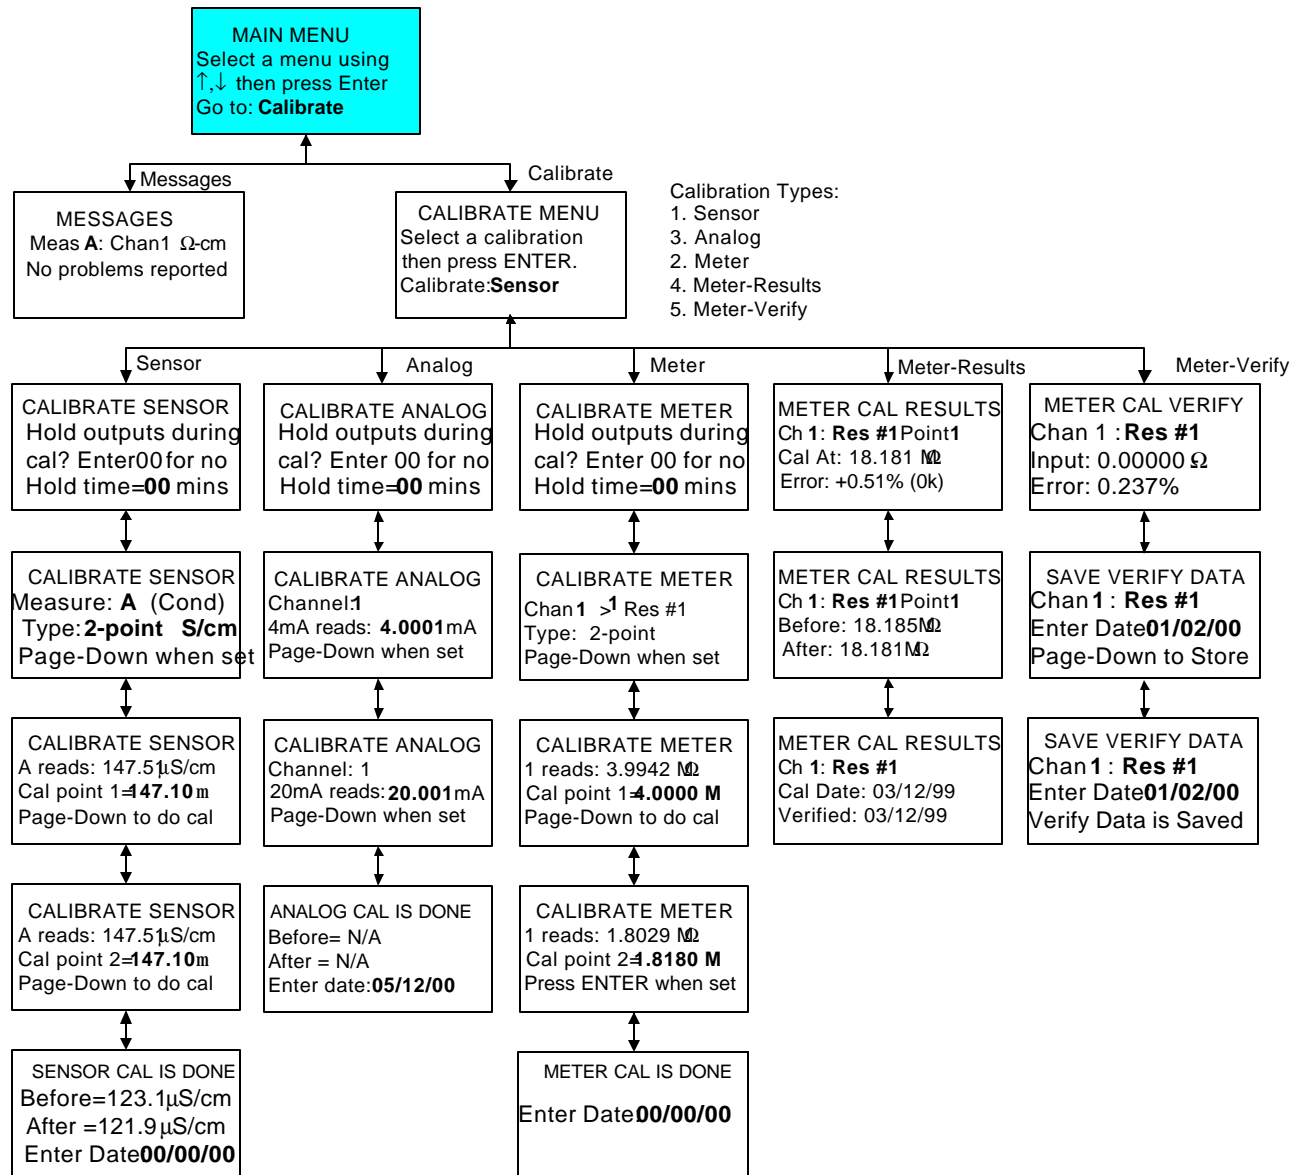 MAIN MENU
Select a menu using
↑,↓ then press Enter
Go to: Calibrate
Messages
Calibrate
MESSAGES
Meas A: Chan1 Ω-cm
No problems reported
CALIBRATE MENU
Select a calibration
then press ENTER.
Calibrate:Sensor
Calibration Types:
1. Sensor
3. Analog
2. Meter
4. Meter-Results
5. Meter-Verify
Sensor
Analog
Meter
Meter-Results
Meter-Verify
CALIBRATE SENSOR
Hold outputs during
cal? Enter00 for no
Hold time=00 mins
CALIBRATE ANALOG
Hold outputs during
cal? Enter 00 for no
Hold time=00 mins
CALIBRATE METER
Hold outputs during
cal? Enter 00 for no
Hold time=00 mins
METER CAL RESULTS
Ch 1: Res #1Point1
Cal At: 18.181 MΩ
Error: +0.51% (0k)
METER CAL VERIFY
Chan 1 : Res #1
Input: 0.00000 Ω
Error: 0.237%
CALIBRATE SENSOR
Measure: A (Cond)
Type:2-point S/cm
Page-Down when set
CALIBRATE ANALOG
Channel:1
4mA reads: 4.0001mA
Page-Down when set
CALIBRATE METER
Chan1 >1 Res #1
Type: 2-point
Page-Down when set
METER CAL RESULTS
Ch 1: Res #1Point1
Before: 18.185MΩ
After: 18.181MΩ
SAVE VERIFY DATA
Chan1 : Res #1
Enter Date01/02/00
Page-Down to Store
CALIBRATE SENSOR
A reads: 147.51µS/cm
Cal point 1=147.10m
Page-Down to do cal
CALIBRATE ANALOG
Channel: 1
20mA reads:20.001mA
Page-Down when set
CALIBRATE METER
1 reads: 3.9942 MΩ
Cal point 1=4.0000 M
Page-Down to do cal
METER CAL RESULTS
Ch 1: Res #1
Cal Date: 03/12/99
Verified: 03/12/99
SAVE VERIFY DATA
Chan1 : Res #1
Enter Date01/02/00
Verify Data is Saved
CALIBRATE SENSOR
A reads: 147.51µS/cm
Cal point 2=147.10m
Page-Down to do cal
ANALOG CAL IS DONE
Before= N/A
After = N/A
Enter date:05/12/00
CALIBRATE METER
1 reads: 1.8029 MΩ
Cal point 2=1.8180 M
Press ENTER when set
SENSOR CAL IS DONE
Before=123.1µS/cm
After =121.9µS/cm
Enter Date00/00/00
METER CAL IS DONE
Enter Date:00/00/00